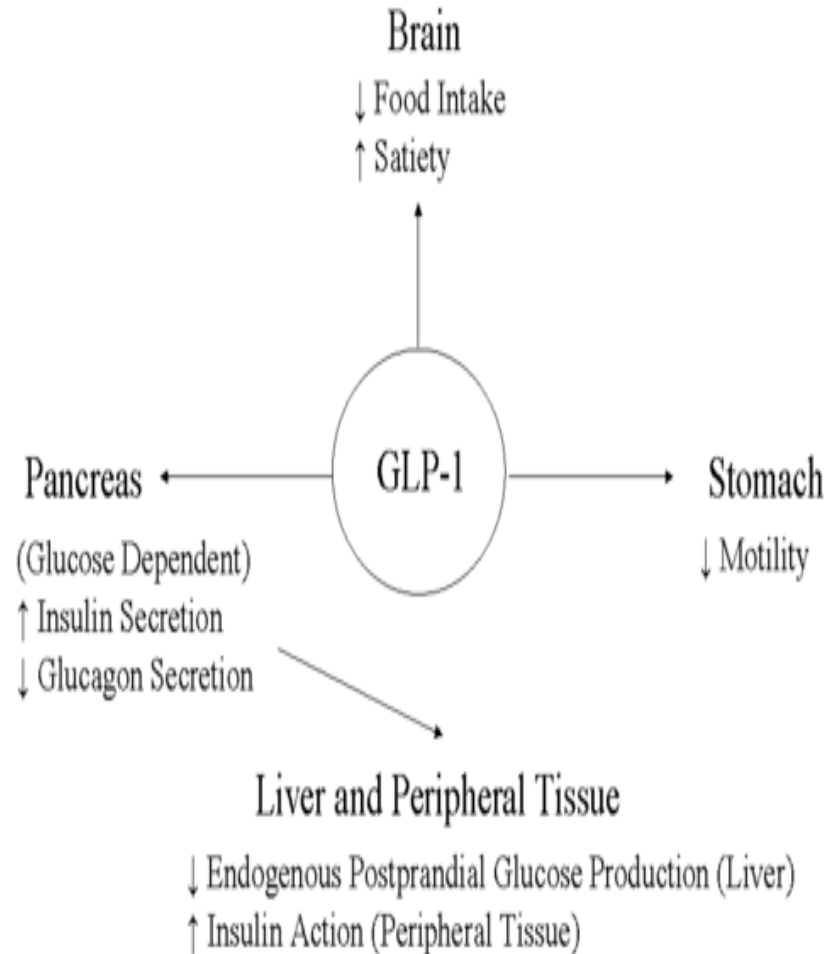 Brain
↓ Food Intake
↑ Satiety
GLP-1
Pancreas
(Glucose Dependent)
↑ Insulin Secretion
↓ Glucagon Secretion
Stomach
↓ Motility
Liver and Peripheral Tissue
↓ Endogenous Postprandial Glucose Production (Liver)
↑ Insulin Action (Peripheral Tissue)